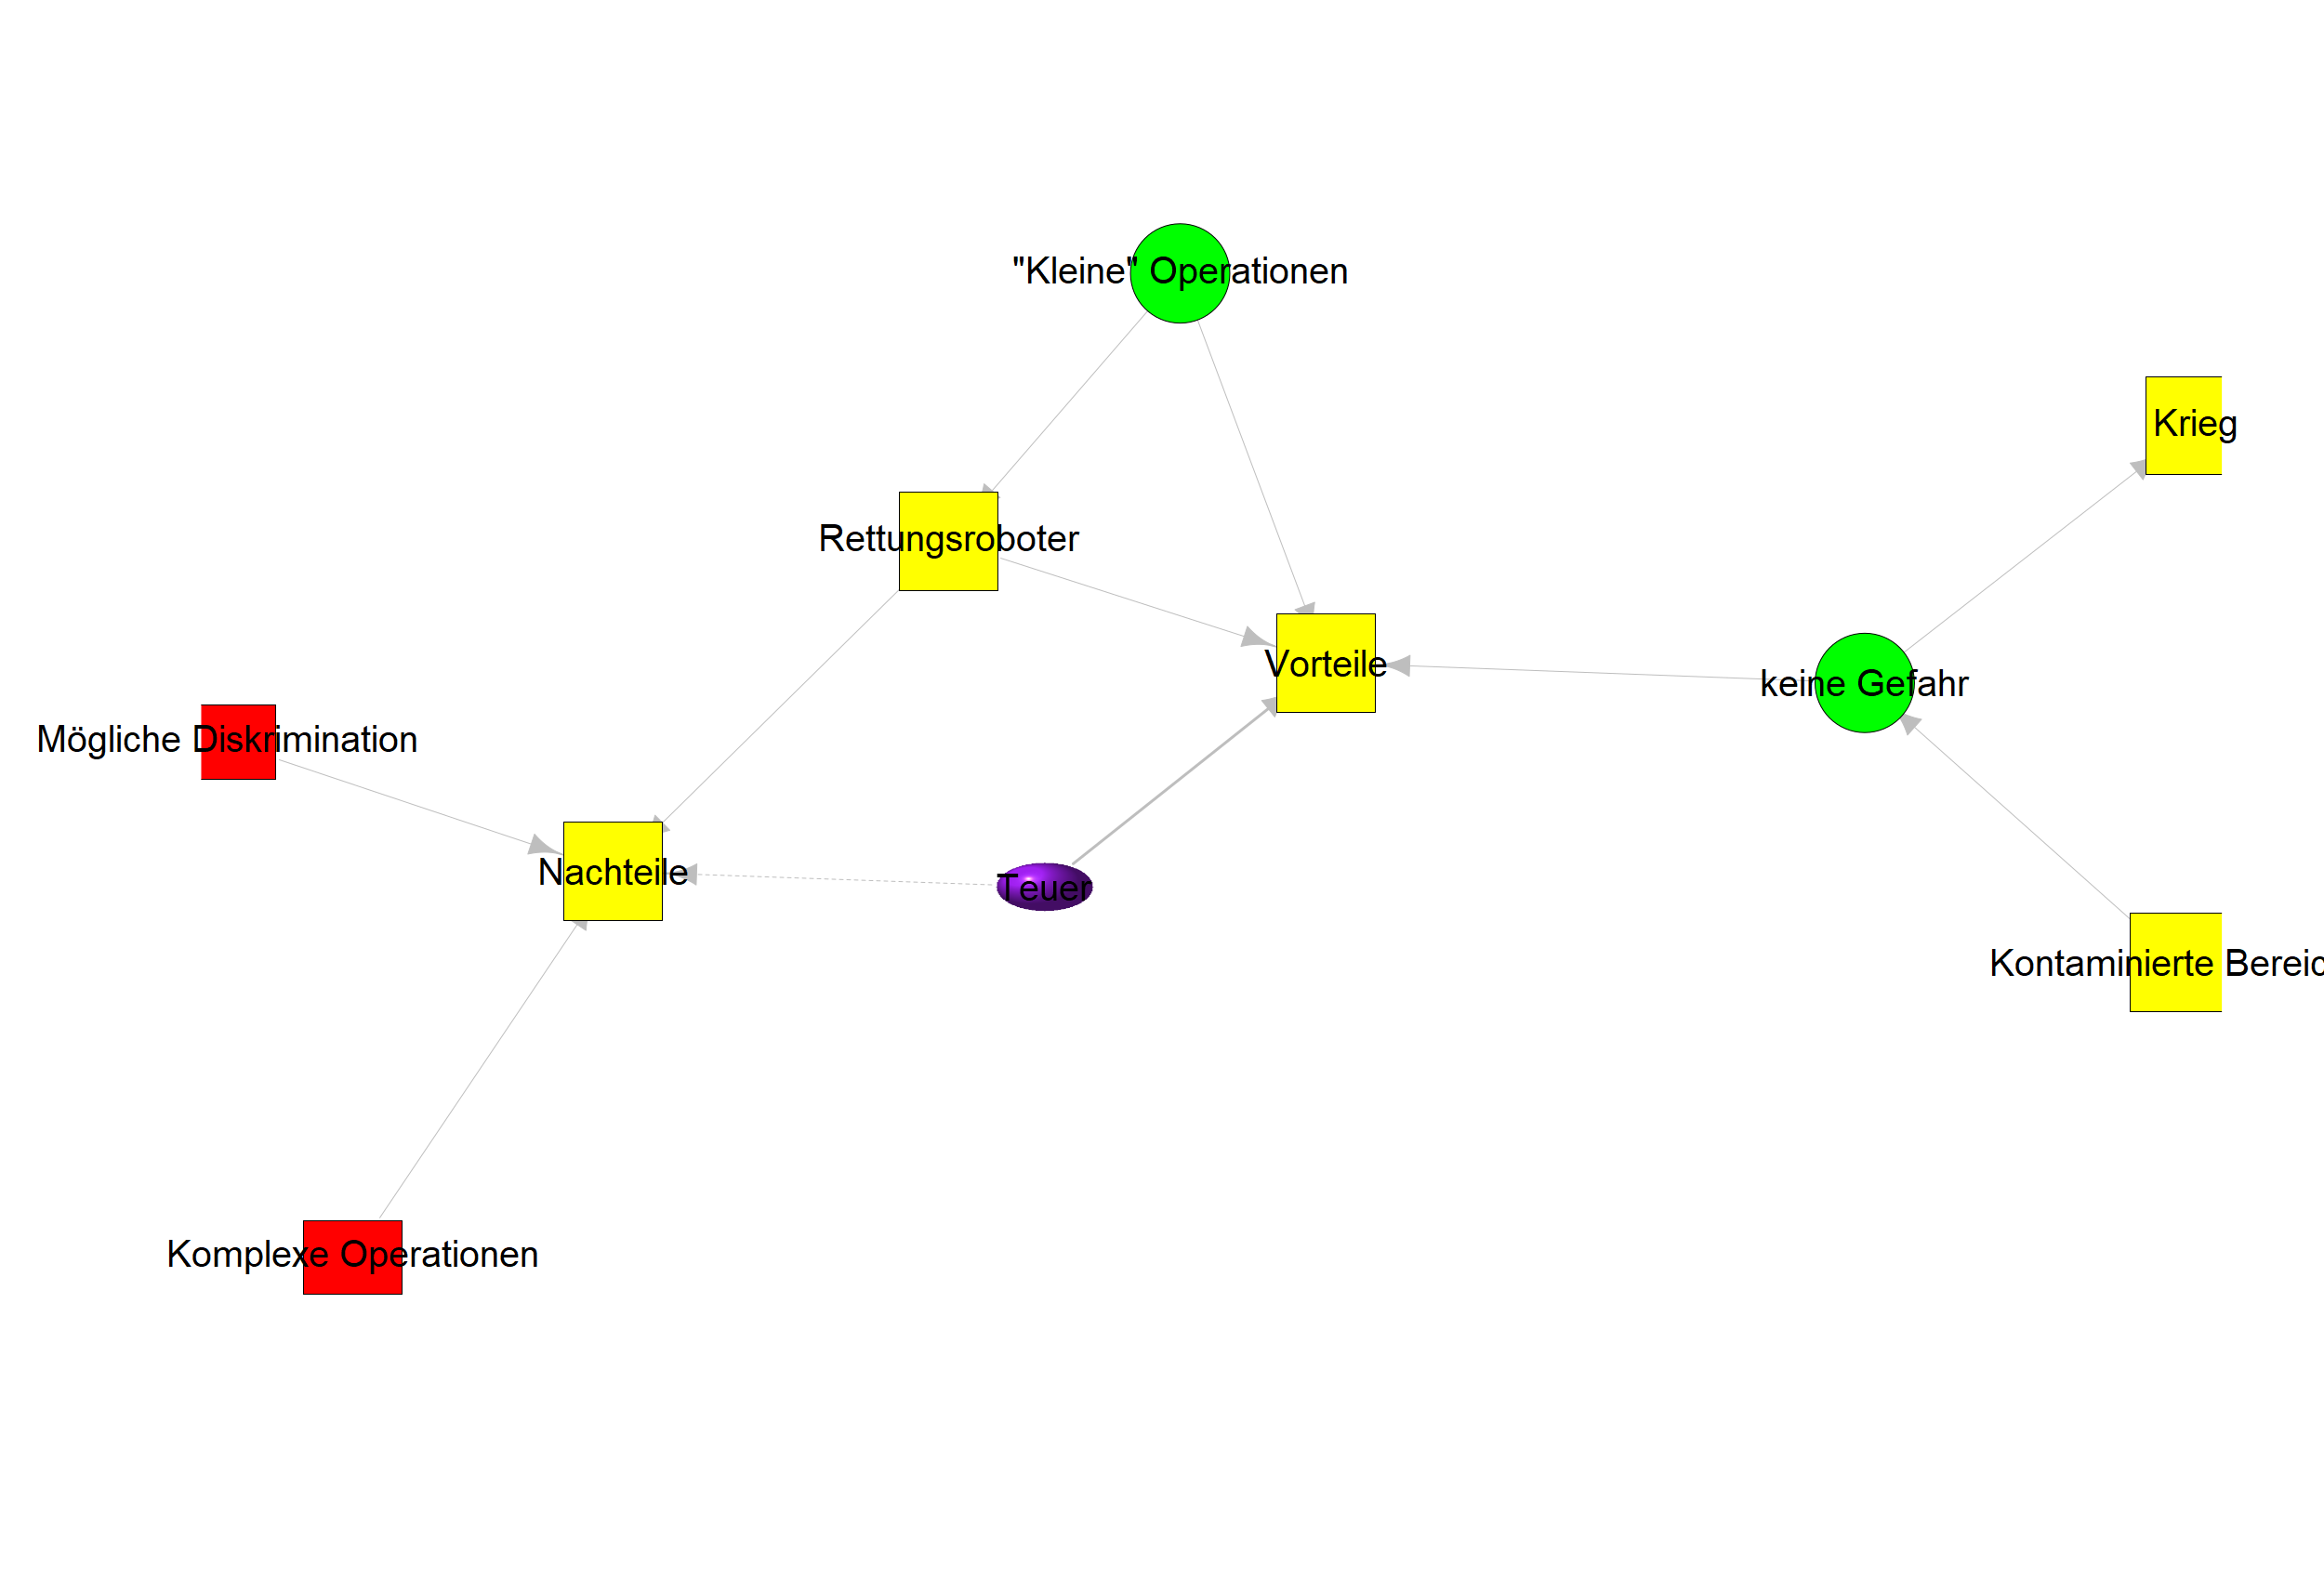 "Kleine" Operationen
Krieg
Rettungsroboter
Vorteile
keine Gefahr
Mögliche Diskrimination
Nachteile
Teuer
Kontaminierte Bereic
Komplexe Operationen